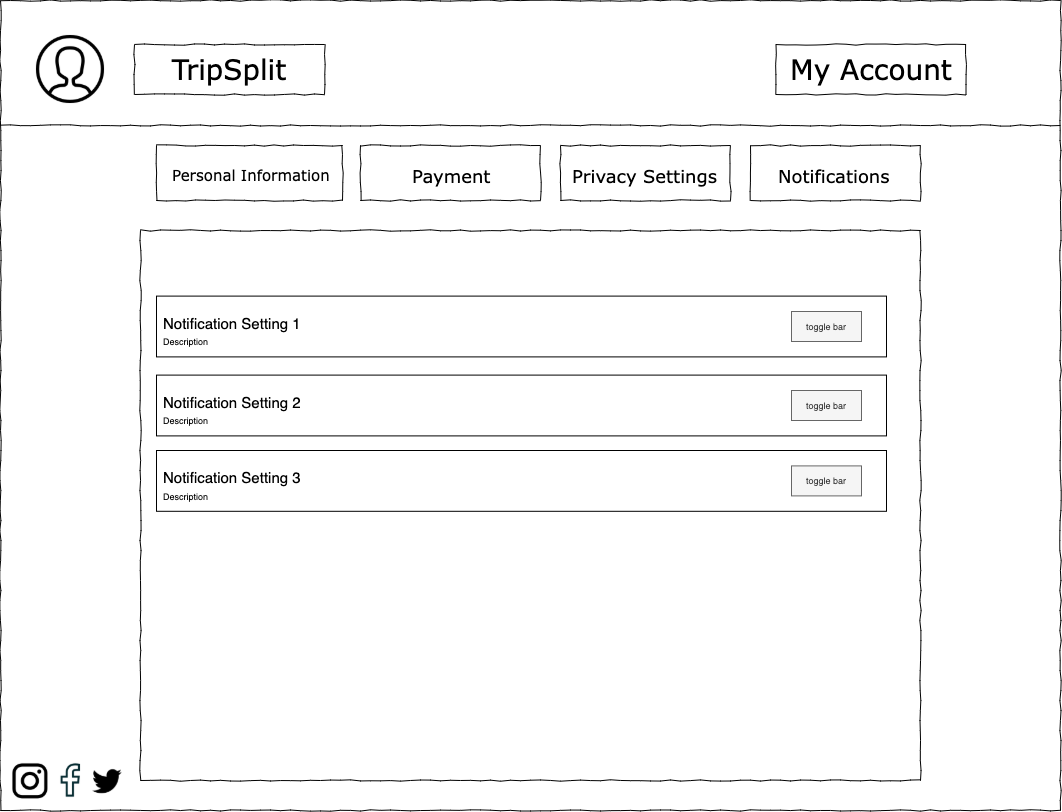 TripSplit
My Account
Personal Information
Payment
Privacy Settings
Notifications
Notification Setting 1
Description
toggle bar
Notification Setting 2
Description
toggle bar
Notification Setting 3
Description
toggle bar